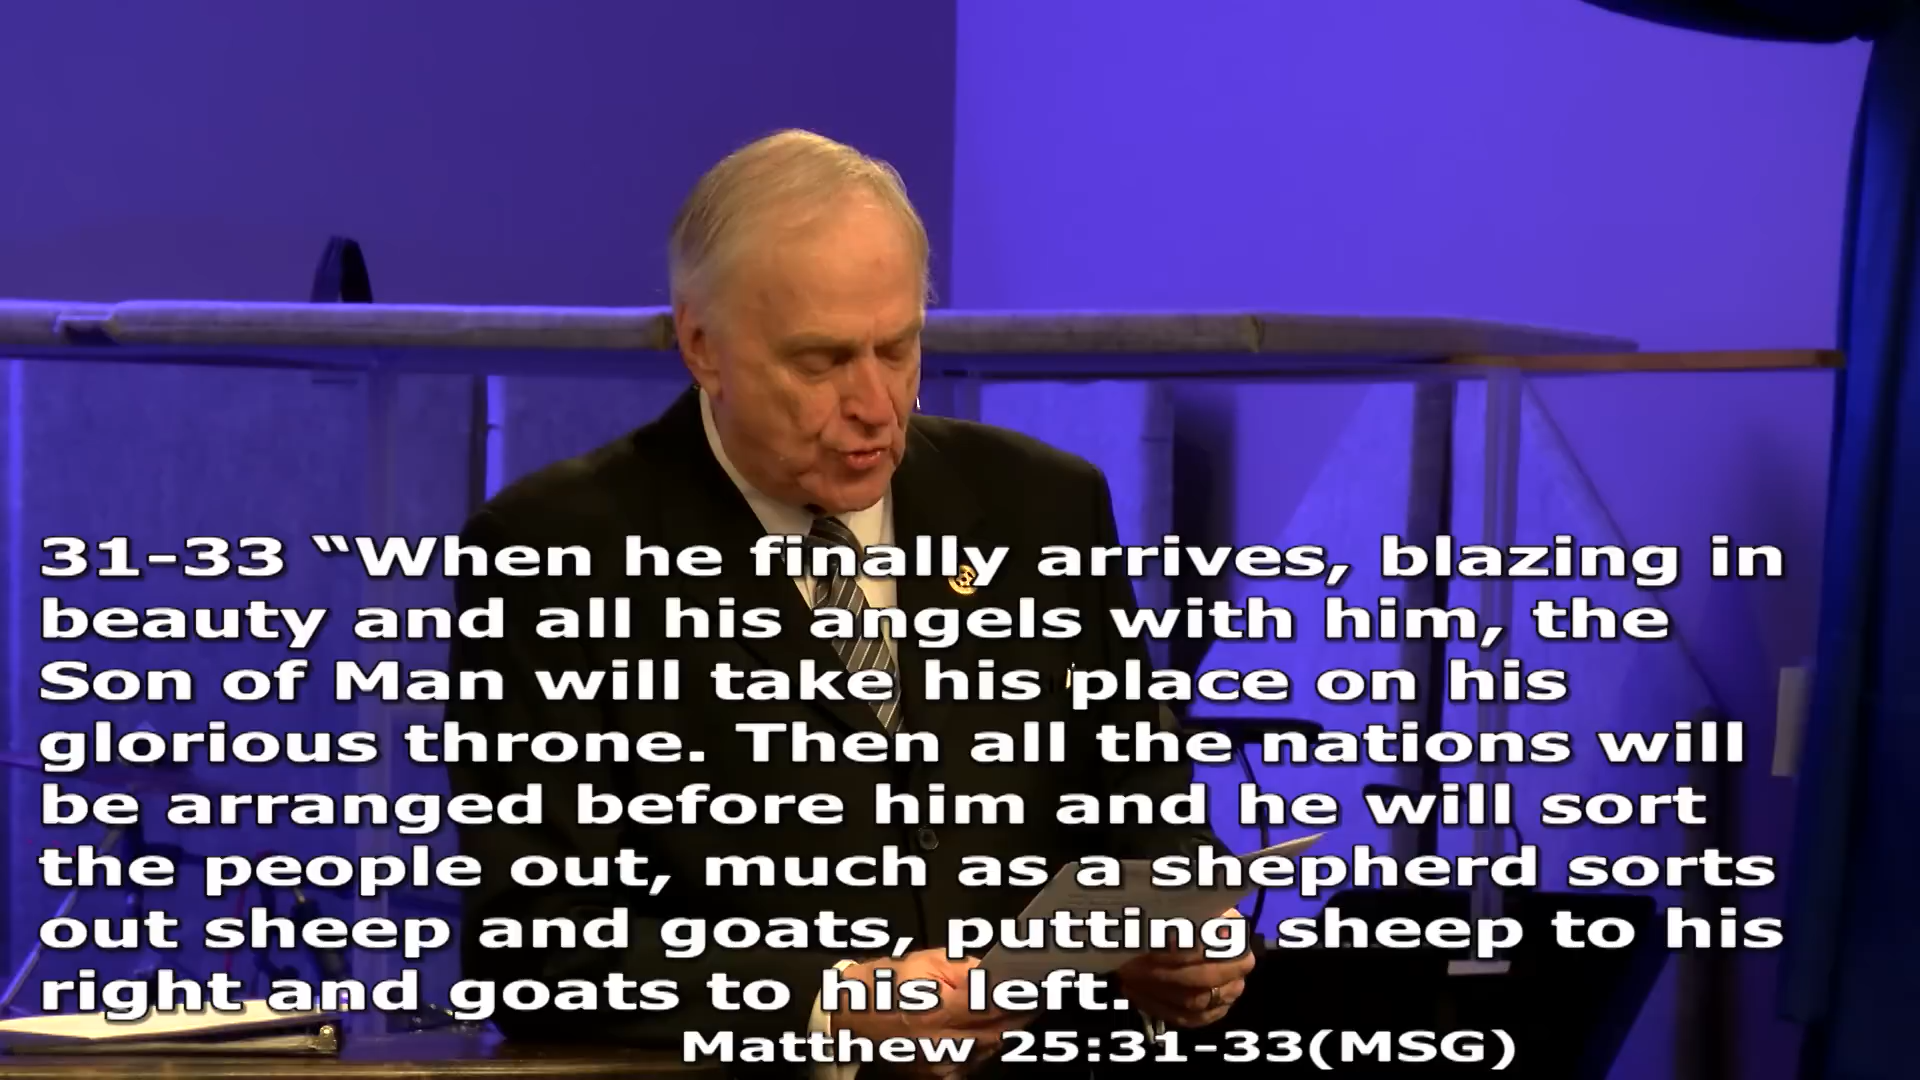 31-33 “When he finally arrives, blazing in
beauty and all his angels with him, the
Son of Man will take his place on his
glorious throne. Then all the nations will
be arranged before him and he will sort
the people out, much as a shepherd sorts
out sheep and goats, putting sheep to his
right and goats to his left.
Matthew 25:31-33(MSG)